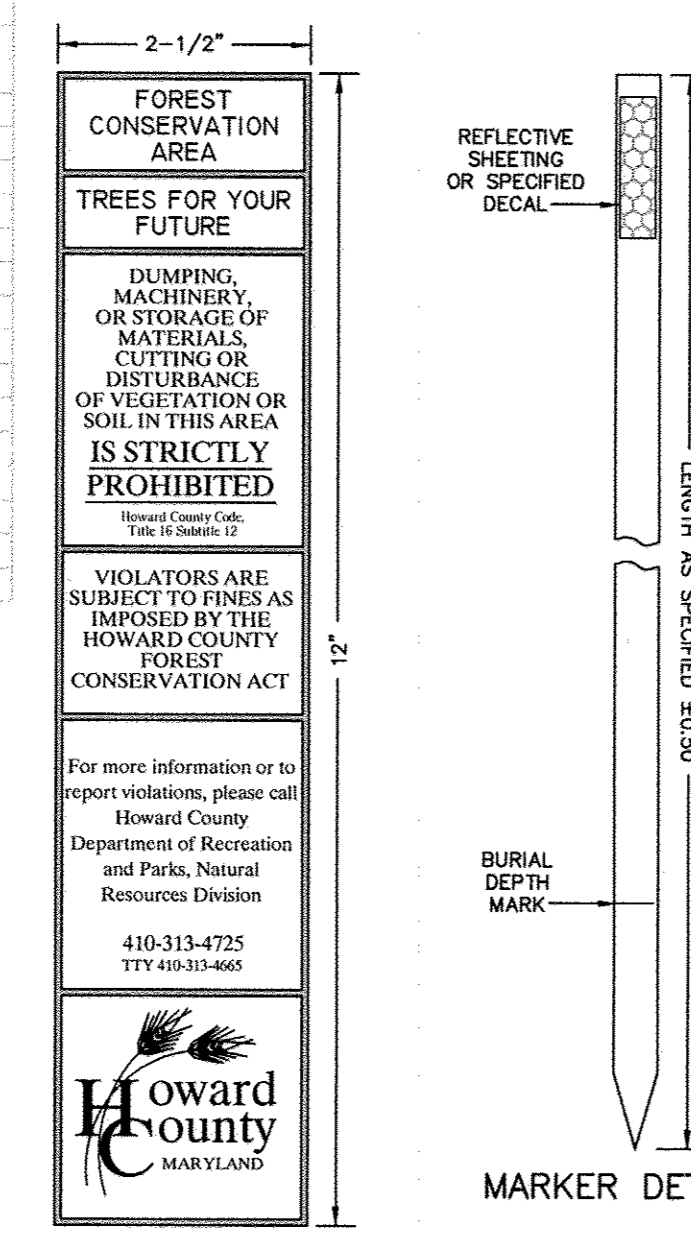 2-1/2"
FOREST
CONSERVATION
AREA
TREES FOR YOUR
FUTURE
DUMPING,
MACHINERY,
OR STORAGE OF
MATERIALS,
CUTTING OR
DISTURBANCE
OF VEGETATION OR
SOIL IN THIS AREA
IS STRICTLY
PROHIBITED
Howard County Code,
Title 16 Subtitle 12
VIOLATORS ARE
SUBJECT TO FINES AS
IMPOSED BY THE
HOWARD COUNTY
FOREST
CONSERVATION ACT
For more information or to
report violations, please call
Howard County
Department of Recreation
and Parks, Natural
Resources Division
410-313-4725
TTY 410-313-4665
Howard
County
MARYLAND
12"
REFLECTIVE
SHEETING
OR SPECIFIED
DECAL
BURIAL
DEPTH
MARK
LENGTH AS SPECIFIED ±0.50
MARKER